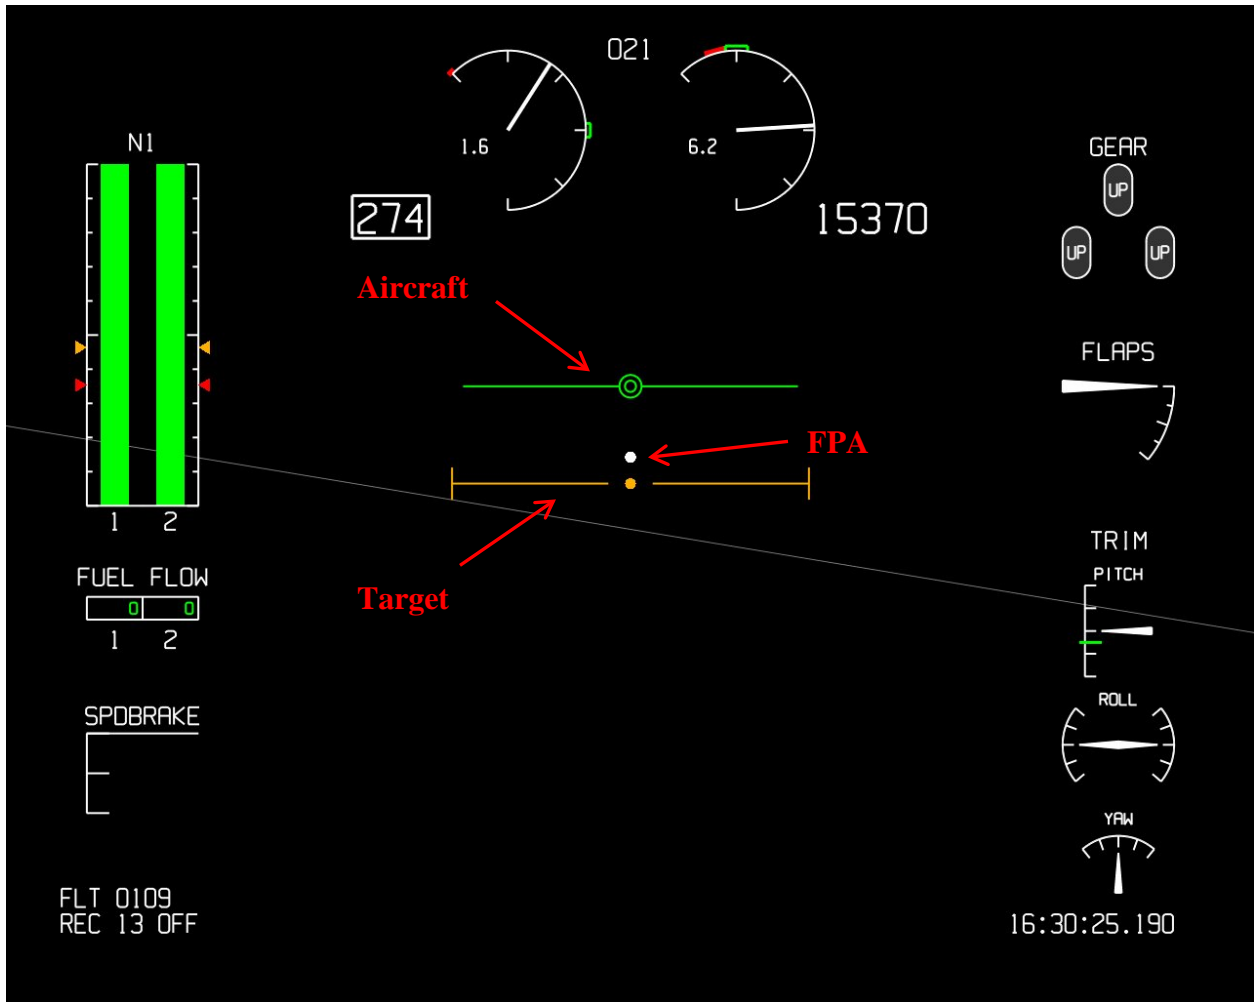 021
N1
1.6
6.2
GEAR
UP
274
15370
UP
UP
Aircraft
FLAPS
FPA
1 2
TRIM
FUEL FLOW
PITCH
Target
0 0
1 2
ROLL
SPDBRAKE
YAW
FLT 0109
REC 13 OFF
16:30:25.190